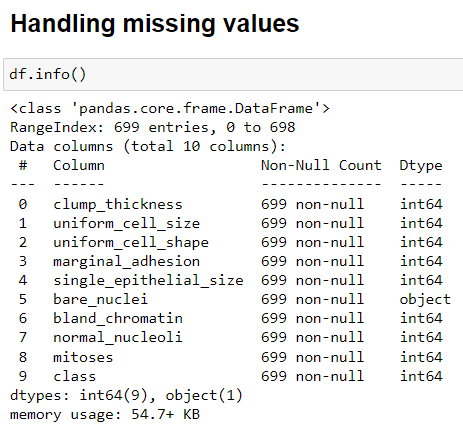 Handling missing values
df.info()
<class 'pandas.core.frame.DataFrame'>
RangeIndex: 699 entries, 0 to 698
Data columns (total 10 columns):
 #   Column                  Non-Null Count  Dtype
---  ------                  --------------  -----
 0   clump_thickness         699 non-null    int64
 1   uniform_cell_size       699 non-null    int64
 2   uniform_cell_shape      699 non-null    int64
 3   marginal_adhesion       699 non-null    int64
 4   single_epithelial_size  699 non-null    int64
 5   bare_nuclei             699 non-null    object
 6   bland_chromatin         699 non-null    int64
 7   normal_nucleoli         699 non-null    int64
 8   mitoses                 699 non-null    int64
 9   class                   699 non-null    int64
dtypes: int64(9), object(1)
memory usage: 54.7+ KB